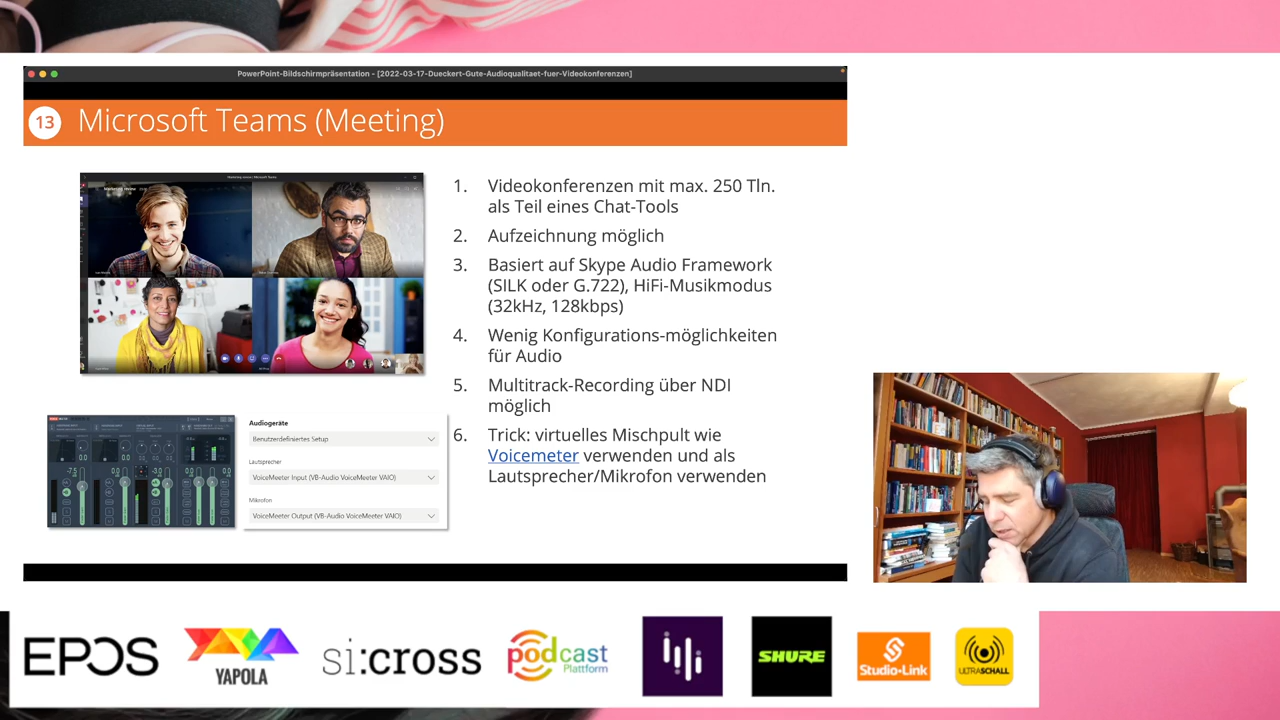 PowerPoint-Bildschirmpräsentation - [2022-03-17-Dueckert-Gute-Audioqualitaet-fuer-Videokonferenzen]
13 Microsoft Teams (Meeting)
1. Videokonferenzen mit max. 250 Tln.
als Teil eines Chat-Tools
2. Aufzeichnung möglich
3. Basiert auf Skype Audio Framework
(SILK oder G.722), HiFi-Musikmodus
(32kHz, 128kbps)
4. Wenig Konfigurations-möglichkeiten
für Audio
5. Multitrack-Recording über NDI
möglich
6. Trick: virtuelles Mischpult wie
Voicemeter verwenden und als
Lautsprecher/Mikrofon verwenden
Audiogeräte
Benutzerdefiniertes Setup
Lautsprecher
VoiceMeeter Input (VB-Audio VoiceMeeter VAIO)
Mikrofon
VoiceMeeter Output (VB-Audio VoiceMeeter VAIO)
EPOS
YAPOLA
si:cross
podcast
Plattform
SHURE
Studio-Link
ULTRASCHALL